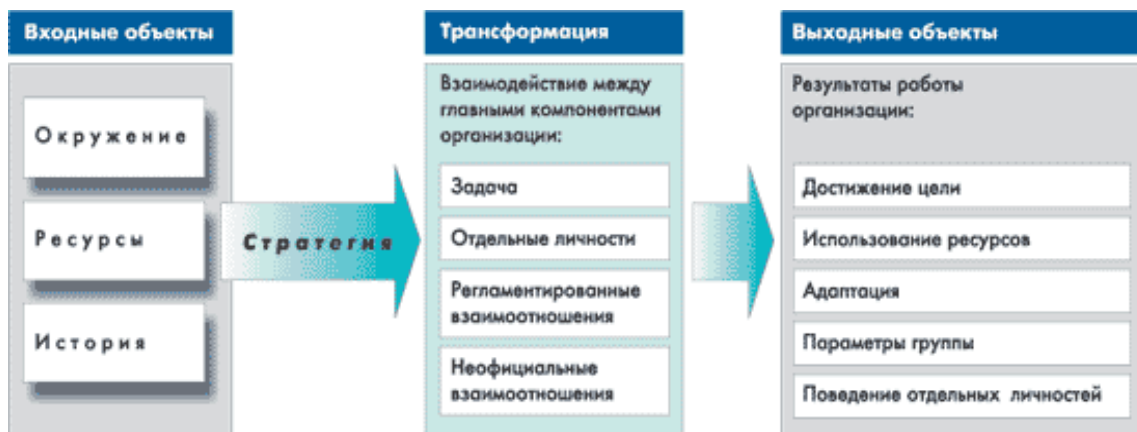 Входные объекты
Окружение
Ресурсы
История
Стратегия
Трансформация
Взаимодействие между
главными компонентами
организации:
Задача
Отдельные личности
Регламентированные
взаимоотношения
Неофициальные
взаимоотношения
Выходные объекты
Результаты работы
организации:
Достижение цели
Использование ресурсов
Адаптация
Параметры группы
Поведение отдельных личностей